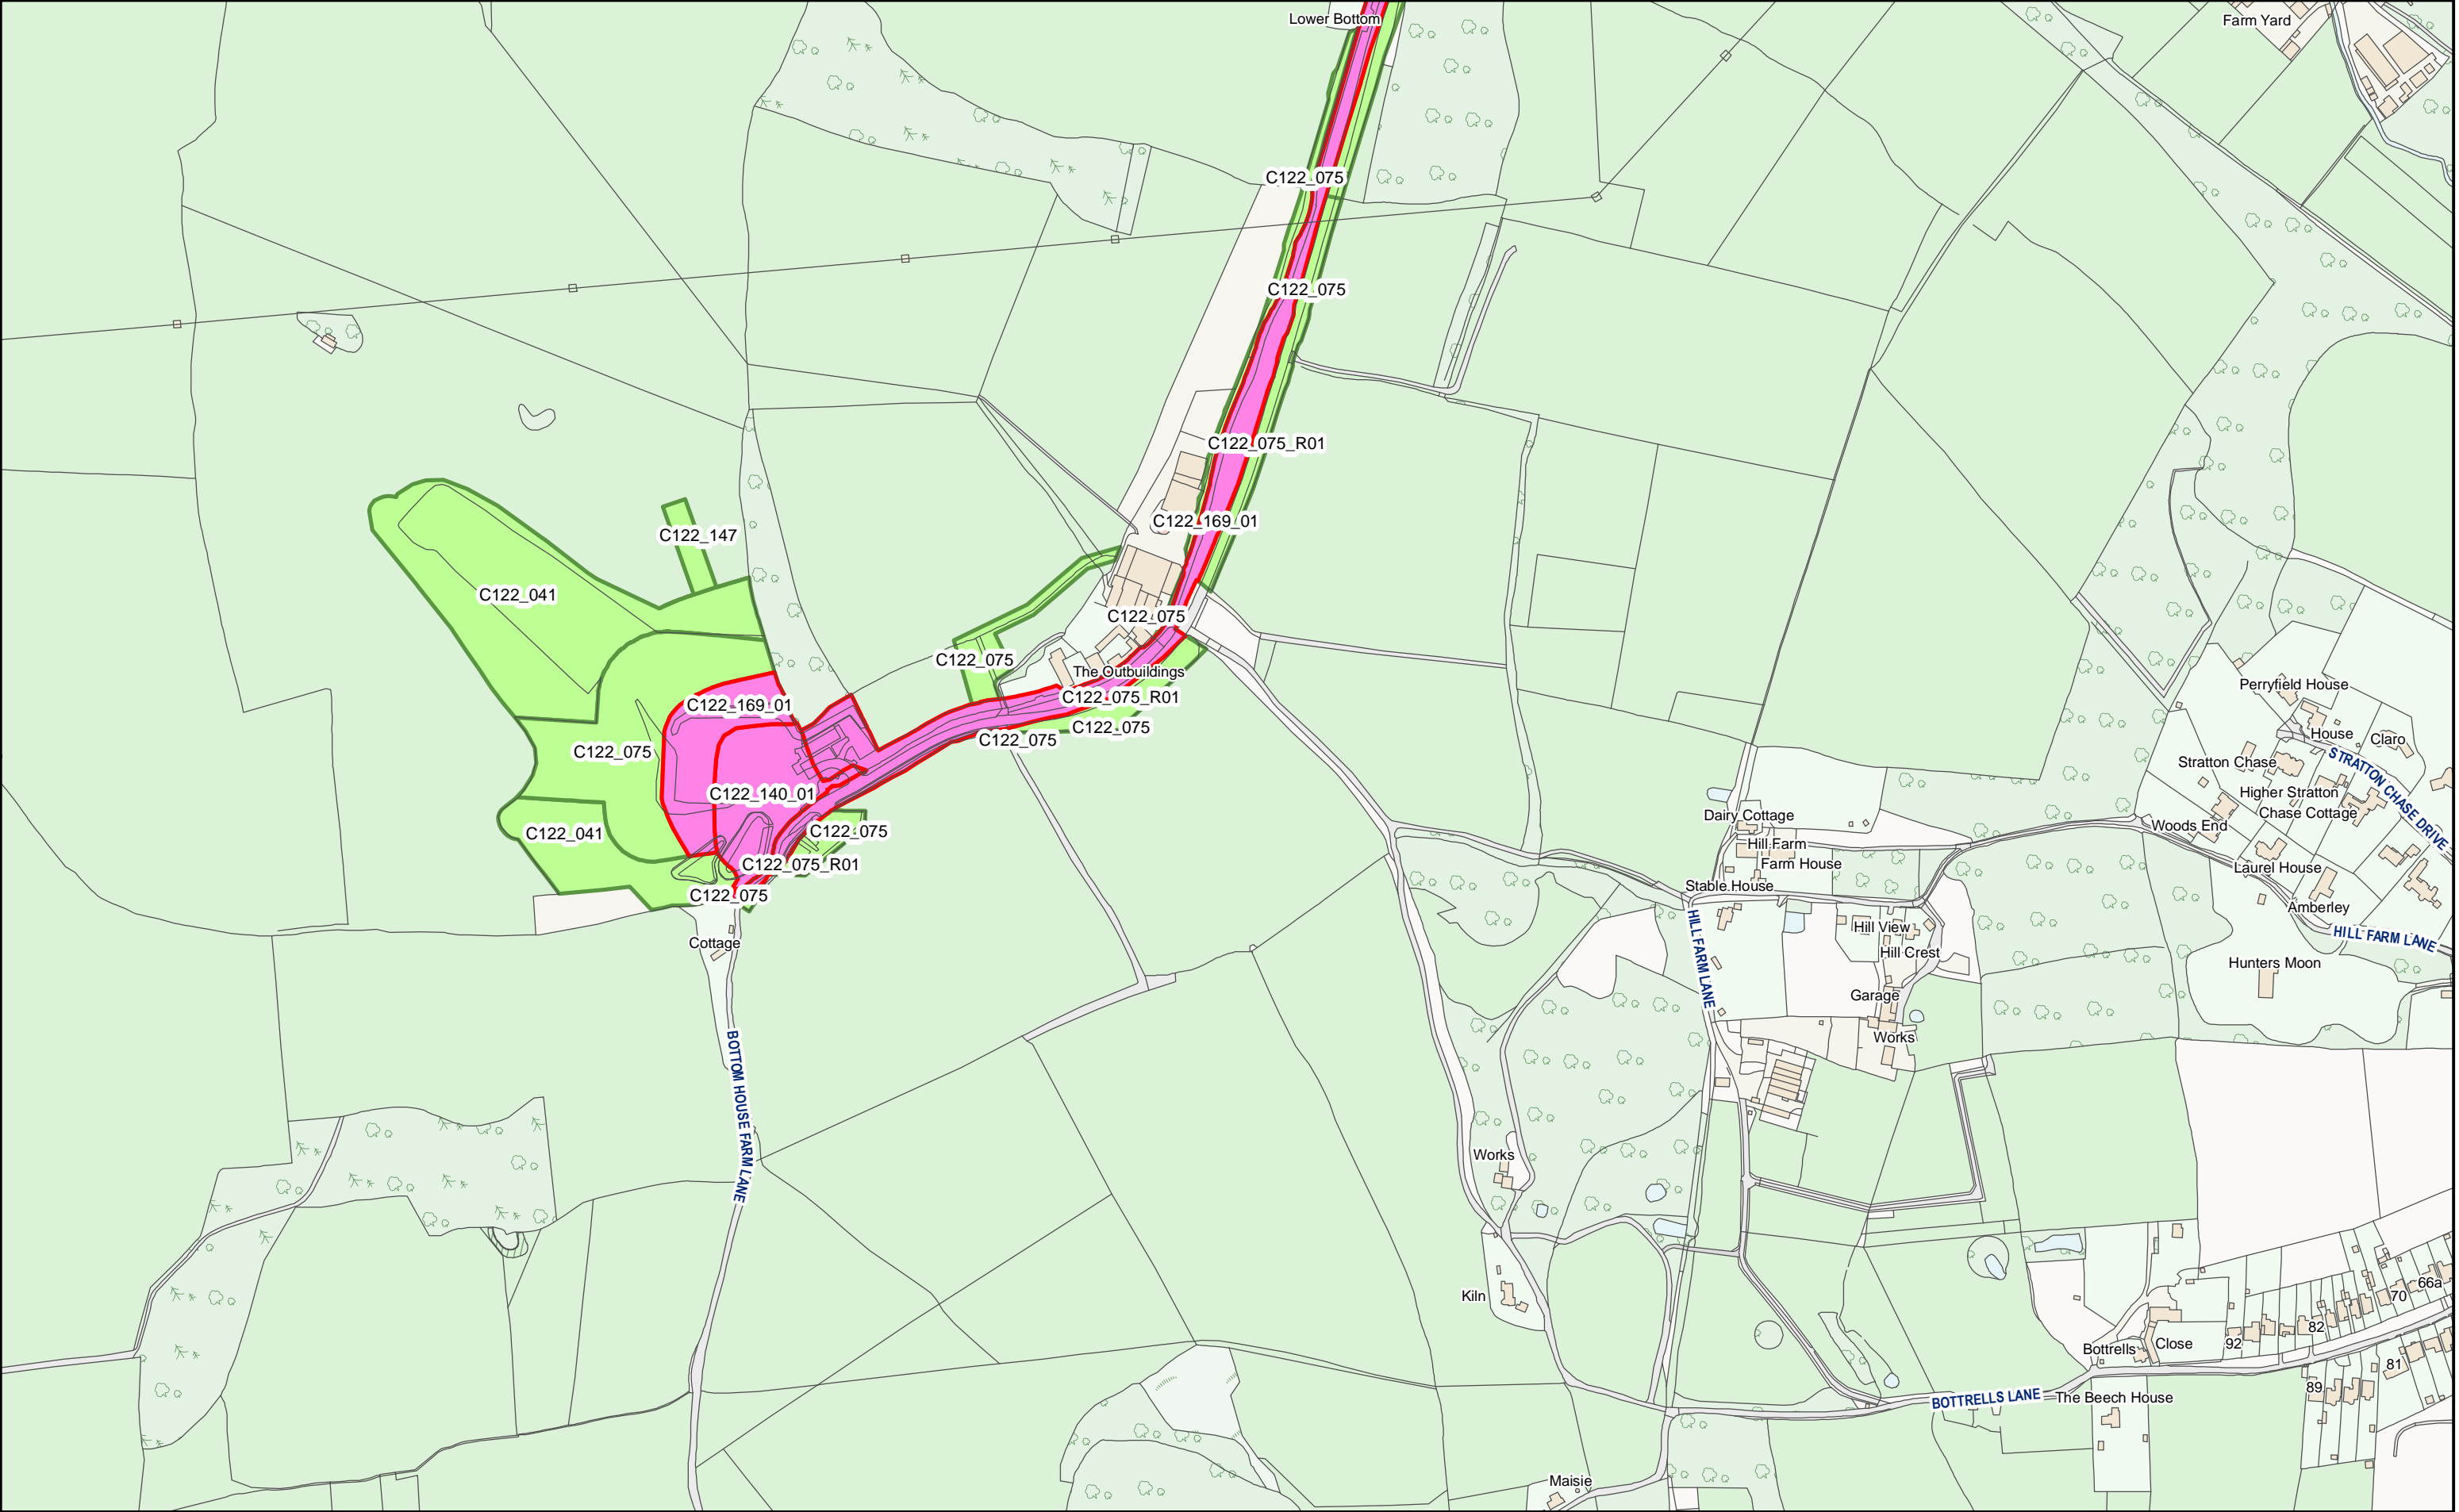 Lower Bottom
Farm Yard
C122_075
C122_075
C122_075_R01
C122_169_01
C122_147
C122_041
C122_075
C122_075
The Outbuildings
C122_075_R01
C122_169_01
C122_075
C122_075
C122_075
C122_140_01
C122_041
C122_075
C122_075_R01
C122_075
Cottage
BOTTOM HOUSE FARM LANE
Perryfield House
House
Claro
STRATTON CHASE DRIVE
Stratton Chase
Higher Stratton
Chase Cottage
Woods End
Dairy Cottage
Hill Farm
Farm House
Laurel House
Stable House
Amberley
HILL FARM LANE
Hill View
HILL FARM LANE
Hill Crest
Hunters Moon
Garage
Works
Works
Kiln
66a
70
82
92
Close
Bottrells
81
89
BOTTRELLS LANE
The Beech House
Maisie